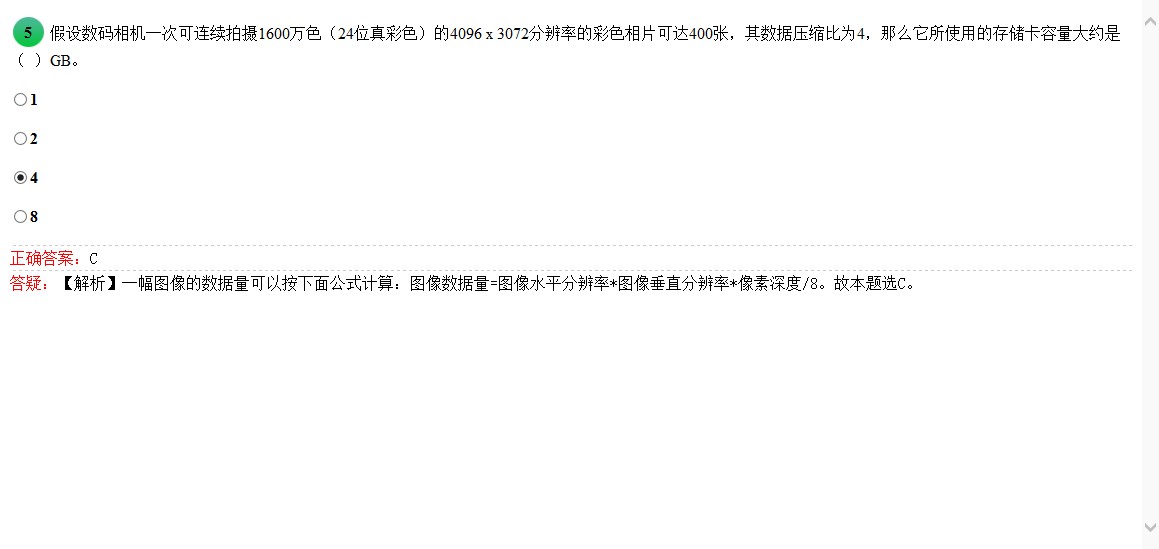 5 假设数码相机一次可连续拍摄1600万色（24位真彩色）的4096 x 3072分辨率的彩色相片可达400张，其数据压缩比为4，那么它所使用的存储卡容量大约是
（ ）GB。
1
2
4
8
正确答案：C
答疑：【解析】一幅图像的数据量可以按下面公式计算：图像数据量=图像水平分辨率*图像垂直分辨率*像素深度/8。故本题选C。